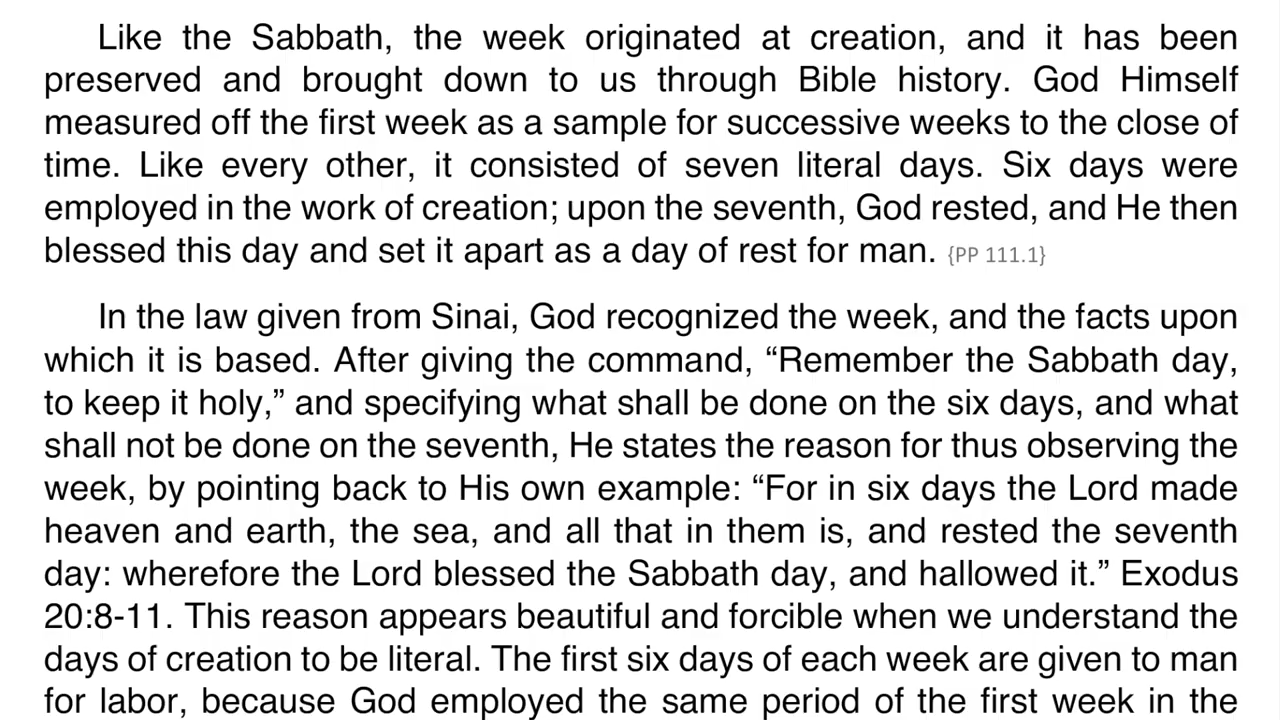 Like the Sabbath, the week originated at creation, and it has been
preserved and brought down to us through Bible history. God Himself
measured off the first week as a sample for successive weeks to the close of
time. Like every other, it consisted of seven literal days. Six days were
employed in the work of creation; upon the seventh, God rested, and He then
blessed this day and set it apart as a day of rest for man. {PP 111.1}
In the law given from Sinai, God recognized the week, and the facts upon
which it is based. After giving the command, “Remember the Sabbath day,
to keep it holy,” and specifying what shall be done on the six days, and what
shall not be done on the seventh, He states the reason for thus observing the
week, by pointing back to His own example: “For in six days the Lord made
heaven and earth, the sea, and all that in them is, and rested the seventh
day: wherefore the Lord blessed the Sabbath day, and hallowed it.” Exodus
20:8-11. This reason appears beautiful and forcible when we understand the
days of creation to be literal. The first six days of each week are given to man
for labor, because God employed the same period of the first week in the